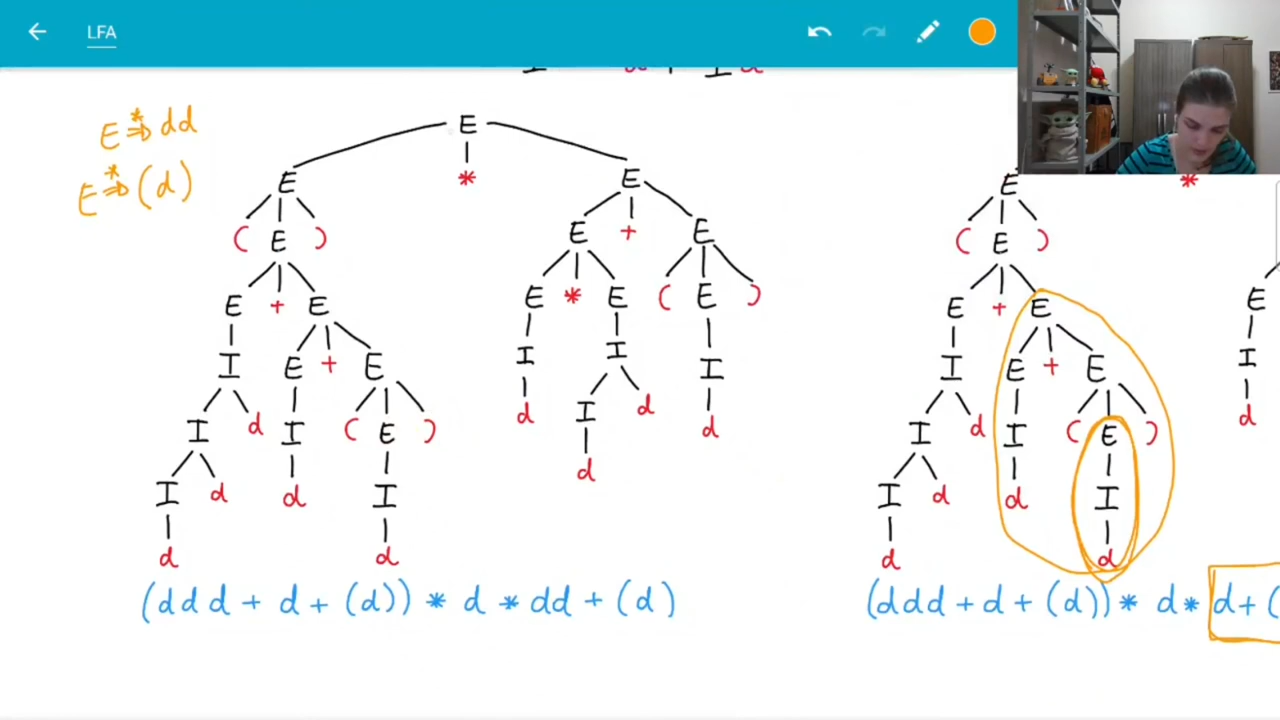 LFA
E ⇒* dd
E ⇒* (d)
E
E * E
E
( E )
E + E
E * E
( E )
E + E
E * E
( E )
E + E
( E )
E + E
I
E + E
I
I
I
E
I
E + E
I
I d
I
( E )
d
I d
I
d
I d
I
( E )
d
I d
d
I
d
I d
d
I
d
d
d
d
(ddd + d + (d)) * d * dd + (d)
(ddd + d + (d)) * d * d + (